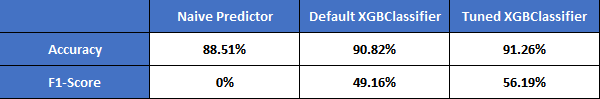 Naive Predictor Default XGBClassifier Tuned XGBClassifier
Accuracy 88.51% 90.82% 91.26%
F1-Score 0% 49.16% 56.19%